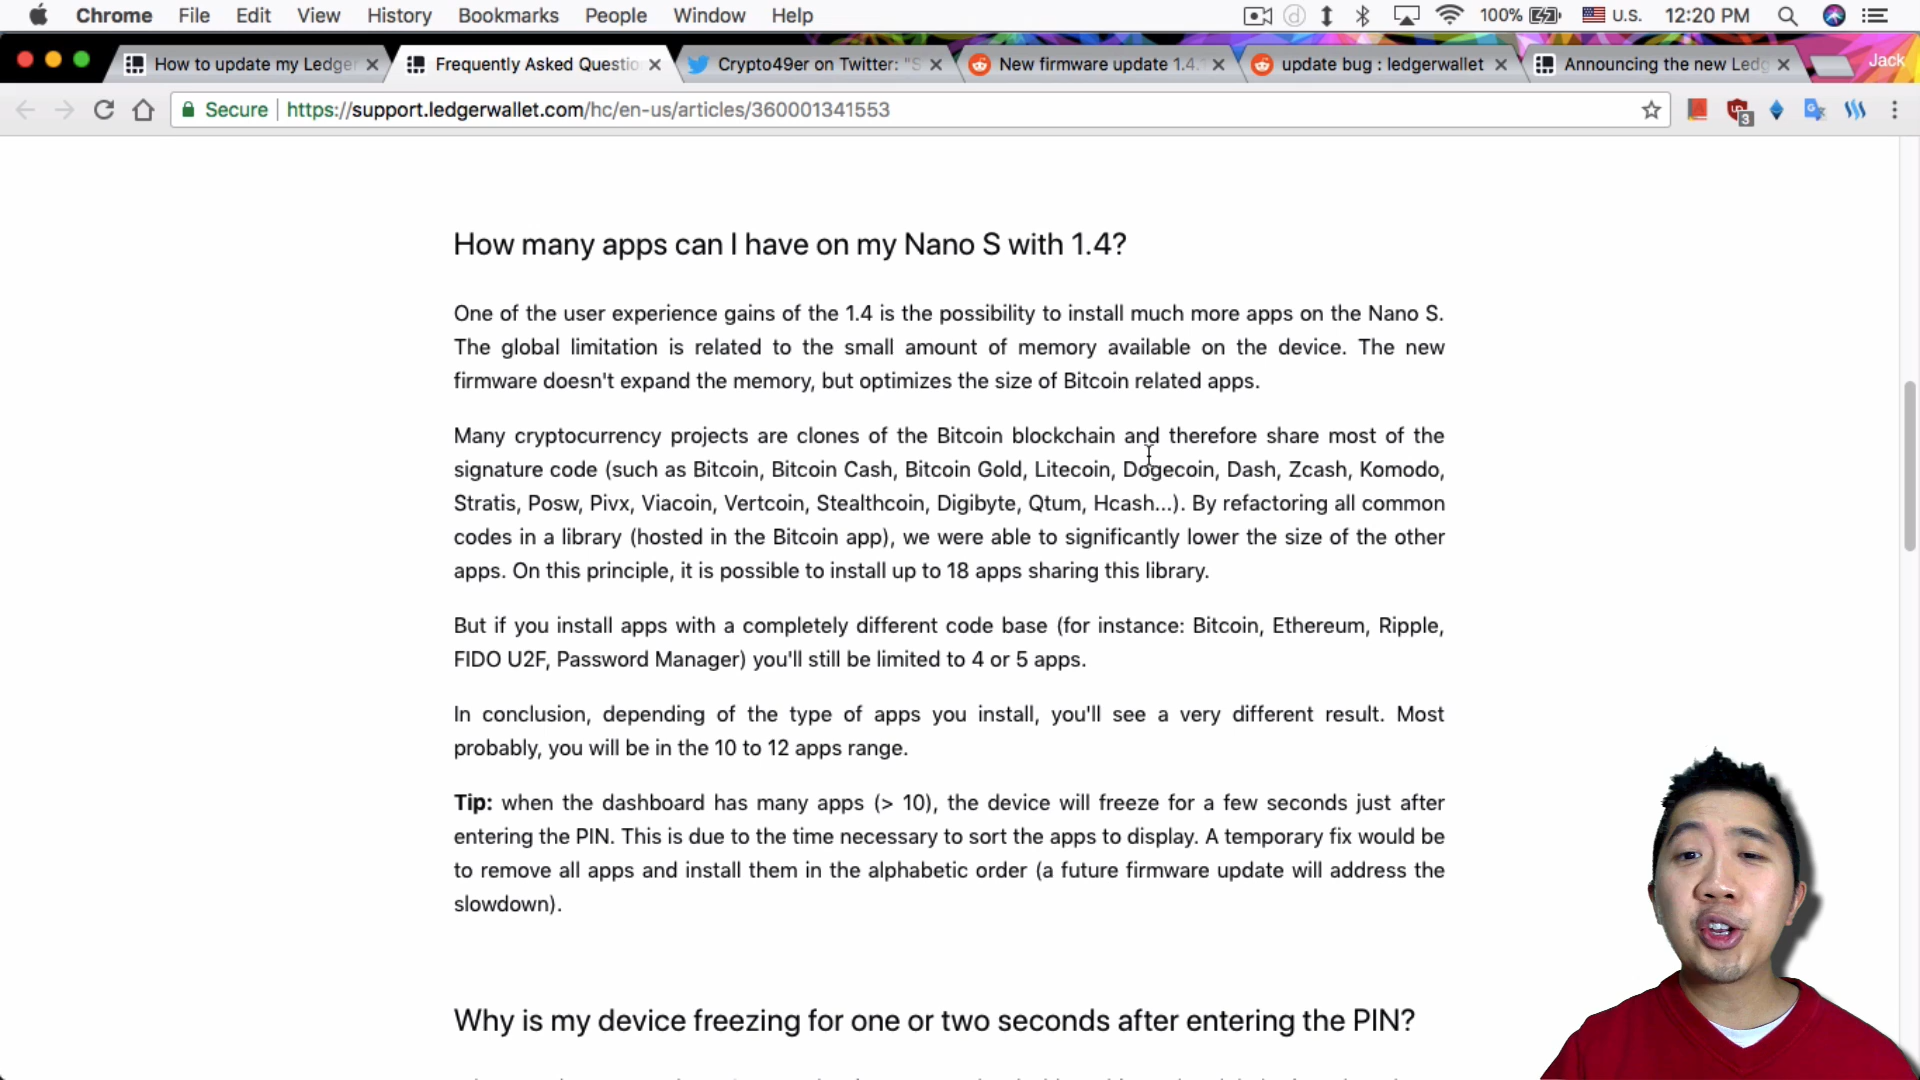 Chrome File Edit View History Bookmarks People Window Help 100% U.S. 12:20 PM
How to update my Ledger Frequently Asked Questio Crypto49er on Twitter: "S New firmware update 1.4. update bug : ledgerwallet Announcing the new Ledg Jack
Secure https://support.ledgerwallet.com/hc/en-us/articles/360001341553 3
How many apps can I have on my Nano S with 1.4?
One of the user experience gains of the 1.4 is the possibility to install much more apps on the Nano S.
The global limitation is related to the small amount of memory available on the device. The new
firmware doesn't expand the memory, but optimizes the size of Bitcoin related apps.
Many cryptocurrency projects are clones of the Bitcoin blockchain and therefore share most of the
signature code (such as Bitcoin, Bitcoin Cash, Bitcoin Gold, Litecoin, Dogecoin, Dash, Zcash, Komodo,
Stratis, Posw, Pivx, Viacoin, Vertcoin, Stealthcoin, Digibyte, Qtum, Hcash...). By refactoring all common
codes in a library (hosted in the Bitcoin app), we were able to significantly lower the size of the other
apps. On this principle, it is possible to install up to 18 apps sharing this library.
But if you install apps with a completely different code base (for instance: Bitcoin, Ethereum, Ripple,
FIDO U2F, Password Manager) you'll still be limited to 4 or 5 apps.
In conclusion, depending of the type of apps you install, you'll see a very different result. Most
probably, you will be in the 10 to 12 apps range.
Tip: when the dashboard has many apps (> 10), the device will freeze for a few seconds just after
entering the PIN. This is due to the time necessary to sort the apps to display. A temporary fix would be
to remove all apps and install them in the alphabetic order (a future firmware update will address the
slowdown).
Why is my device freezing for one or two seconds after entering the PIN?